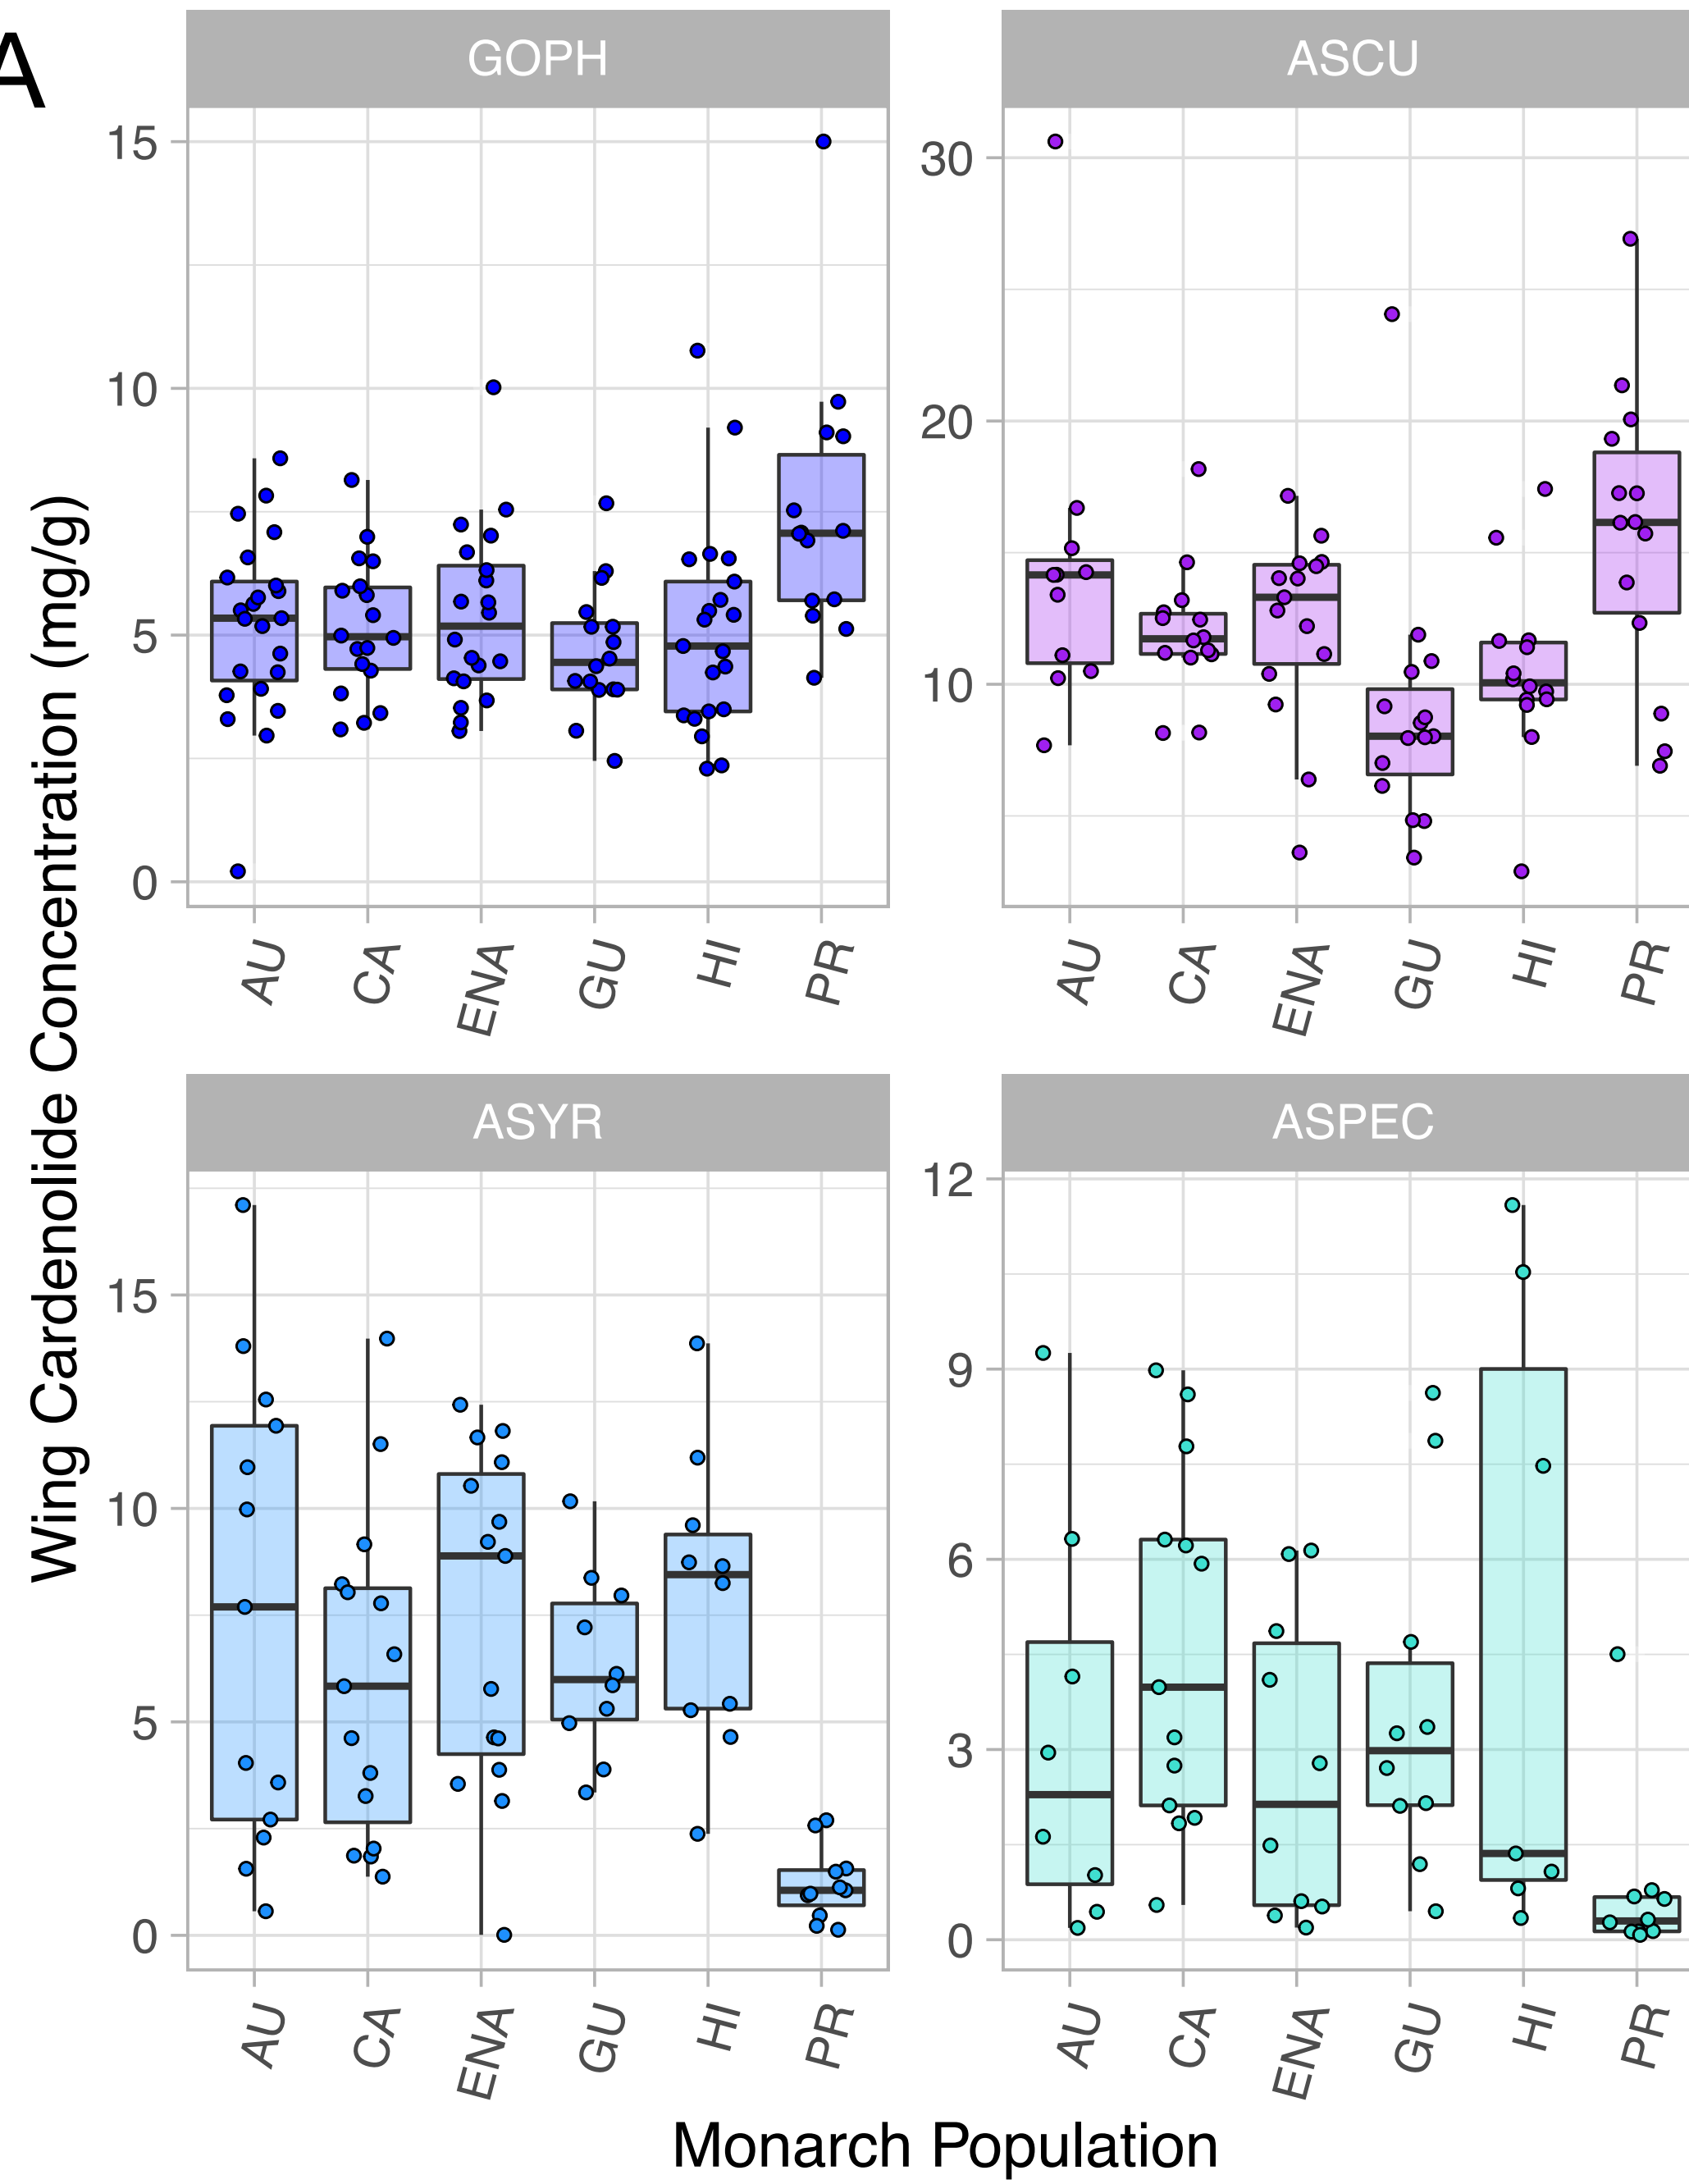 A
GOPH
ASCU
15
10
5
0
30
20
10
AU CA ENA GU HI PR
AU CA ENA GU HI PR
Wing Cardenolide Concentration (mg/g)
ASYR
ASPEC
15
10
5
0
12
9
6
3
0
AU CA ENA GU HI PR
AU CA ENA GU HI PR
Monarch Population